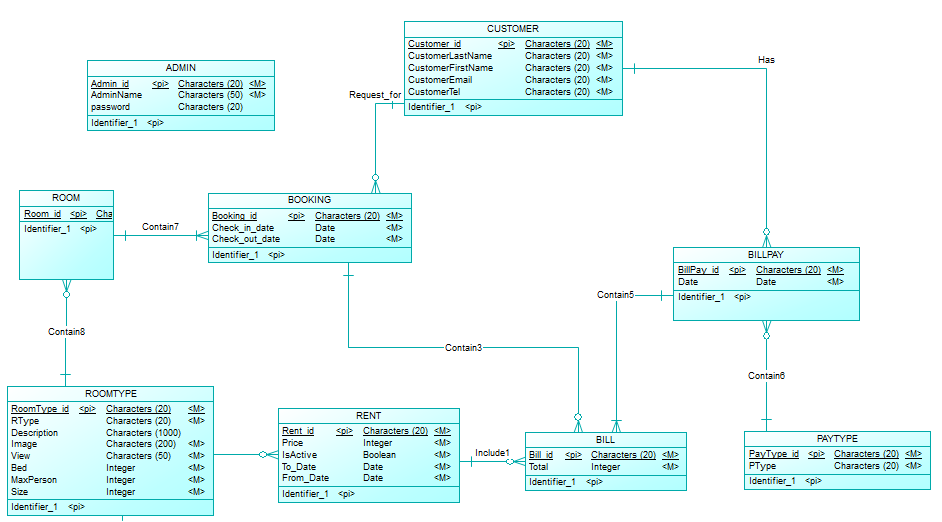 CUSTOMER
Customer_id <pi> Characters (20) <M>
CustomerLastName Characters (20) <M>
CustomerFirstName Characters (20) <M>
CustomerEmail Characters (20) <M>
CustomerTel Characters (20) <M>
Identifier_1 <pi>
Has
ADMIN
Admin_id <pi> Characters (20) <M>
AdminName Characters (50) <M>
password Characters (20)
Identifier_1 <pi>
Request_for
ROOM
Room_id <pi> Cha
Identifier_1 <pi>
Contain7
BOOKING
Booking_id <pi> Characters (20) <M>
Check_in_date Date <M>
Check_out_date Date <M>
Identifier_1 <pi>
BILLPAY
BillPay_id <pi> Characters (20) <M>
Date Date <M>
Identifier_1 <pi>
Contain5
Contain8
Contain3
Contain6
ROOMTYPE
RoomType_id <pi> Characters (20) <M>
RType Characters (20) <M>
Description Characters (1000)
Image Characters (200) <M>
View Characters (50) <M>
Bed Integer <M>
MaxPerson Integer <M>
Size Integer <M>
Identifier_1 <pi>
RENT
Rent_id <pi> Characters (20) <M>
Price Integer <M>
IsActive Boolean <M>
To_Date Date <M>
From_Date Date <M>
Identifier_1 <pi>
Include1
BILL
Bill_id <pi> Characters (20) <M>
Total Integer <M>
Identifier_1 <pi>
PAYTYPE
PayType_id <pi> Characters (20) <M>
PType Characters (20) <M>
Identifier_1 <pi>